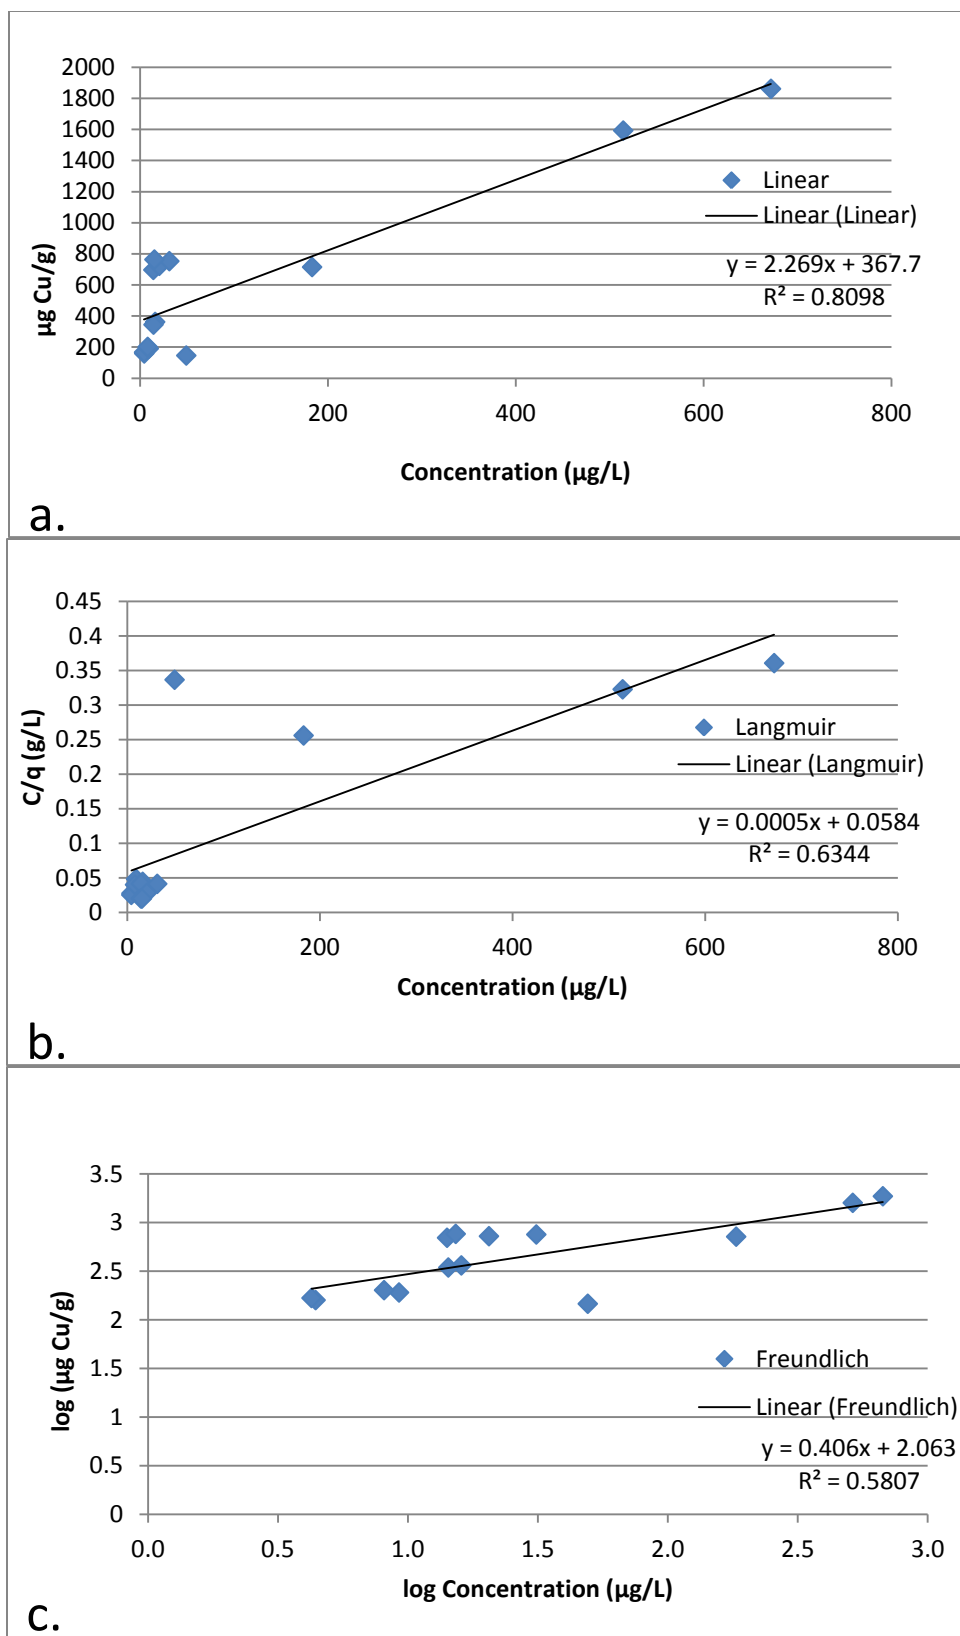 2000
1800
1600
1400
1200
1000
800
600
400
200
0
µg Cu/g
Linear
Linear (Linear)
y = 2.269x + 367.7
R² = 0.8098
0 200 400 600 800
Concentration (µg/L)
a.
0.45
0.4
0.35
0.3
0.25
0.2
0.15
0.1
0.05
0
C/q (g/L)
Langmuir
Linear (Langmuir)
y = 0.0005x + 0.0584
R² = 0.6344
0 200 400 600 800
Concentration (µg/L)
b.
3.5
3
2.5
2
1.5
1
0.5
0
log (µg Cu/g)
Freundlich
Linear (Freundlich)
y = 0.406x + 2.063
R² = 0.5807
0.0 0.5 1.0 1.5 2.0 2.5 3.0
log Concentration (µg/L)
c.